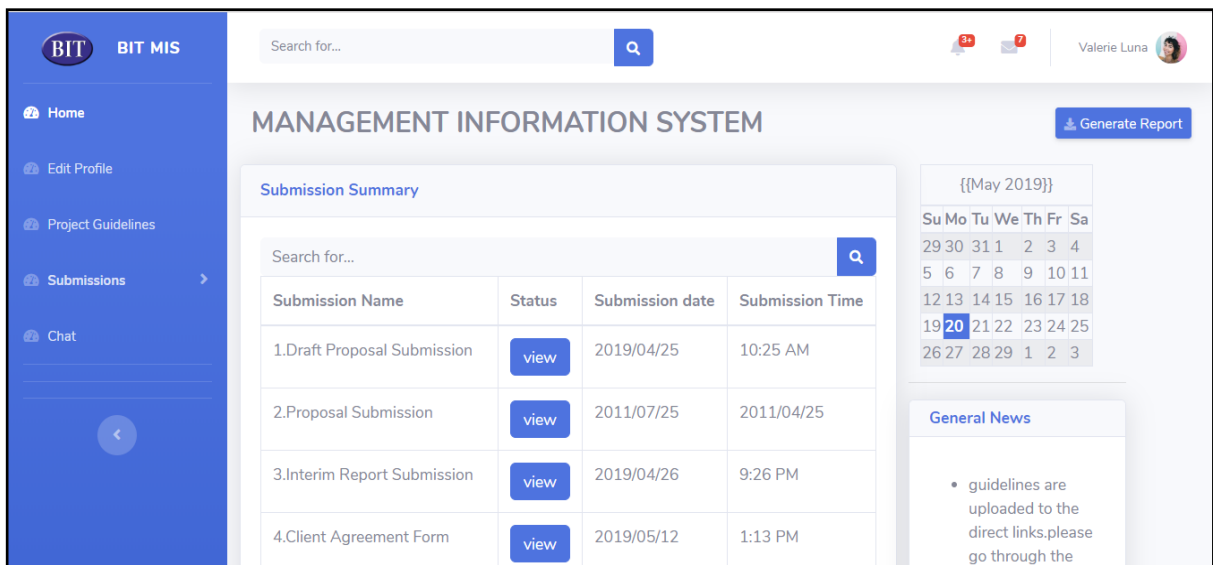 BIT BIT MIS
Search for...
3+
7
Valerie Luna
Home
Edit Profile
Project Guidelines
Submissions
Chat
MANAGEMENT INFORMATION SYSTEM
Generate Report
Submission Summary
Search for...
Submission Name Status Submission date Submission Time
1.Draft Proposal Submission view 2019/04/25 10:25 AM
2.Proposal Submission view 2011/07/25 2011/04/25
3.Interim Report Submission view 2019/04/26 9:26 PM
4.Client Agreement Form view 2019/05/12 1:13 PM
{{May 2019}}
Su Mo Tu We Th Fr Sa
29 30 31 1 2 3 4
5 6 7 8 9 10 11
12 13 14 15 16 17 18
19 20 21 22 23 24 25
26 27 28 29 1 2 3
General News
guidelines are
uploaded to the
direct links.please
go through the